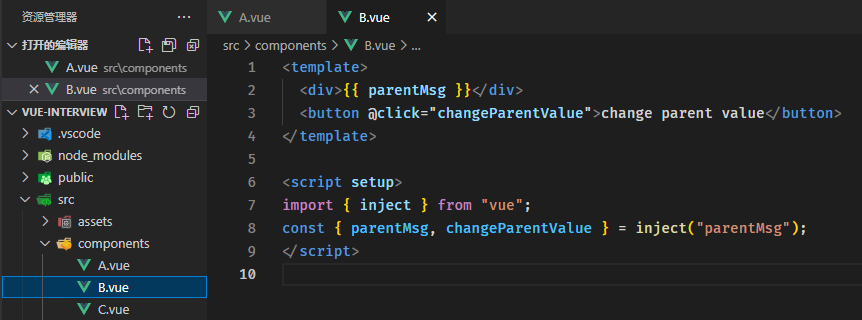 资源管理器
···
打开的编辑器
A.vue src\components
B.vue src\components
VUE-INTERVIEW
.vscode
node_modules
public
src
assets
components
A.vue
B.vue
C.vue
A.vue
B.vue
src > components > B.vue > ...
1 <template>
2 <div>{{ parentMsg }}</div>
3 <button @click="changeParentValue">change parent value</button>
4 </template>
5
6 <script setup>
7 import { inject } from "vue";
8 const { parentMsg, changeParentValue } = inject("parentMsg");
9 </script>
10